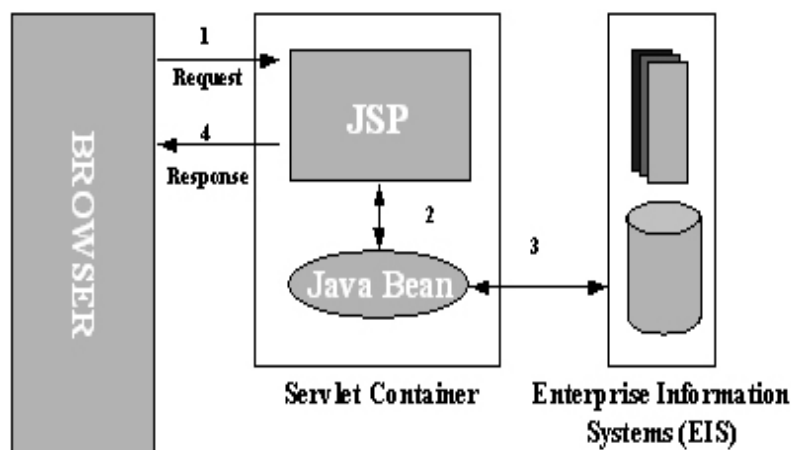 BROWSER
1
Request
4
Response
JSP
2
Java Bean
3
Servlet Container
Enterprise Information
Systems (EIS)